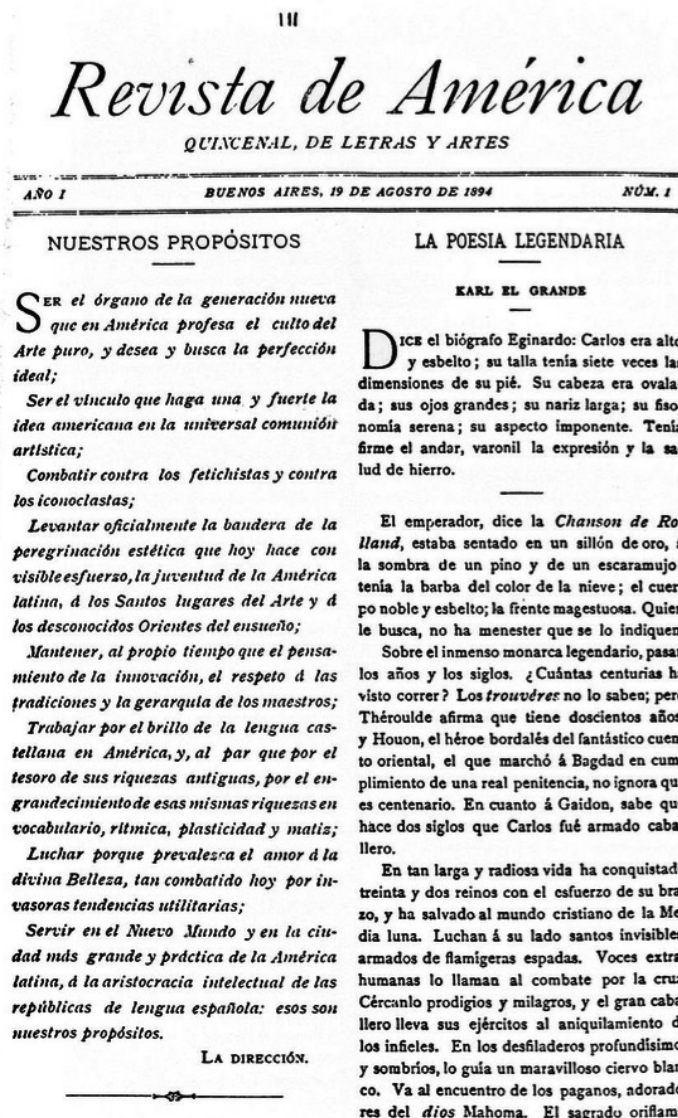 III
Revista de América
QUINCENAL, DE LETRAS Y ARTES
AÑO I BUENOS AIRES, 19 DE AGOSTO DE 1894 NÚM. 1
NUESTROS PROPÓSITOS
SER el órgano de la generación nueva
que en América profesa el culto del
Arte puro, y desea y busca la perfección
ideal;
Ser el vínculo que haga una y fuerte la
idea americana en la universal comunión
artística;
Combatir contra los fetichistas y contra
los iconoclastas;
Levantar oficialmente la bandera de la
peregrinación estética que hoy hace con
visible esfuerzo, la juventud de la América
latina, á los Santos lugares del Arte y á
los desconocidos Orientes del ensueño;
Mantener, al propio tiempo que el pensa-
miento de la innovación, el respeto á las
tradiciones y la gerarquía de los maestros;
Trabajar por el brillo de la lengua cas-
tellana en América, y, al par que por el
tesoro de sus riquezas antiguas, por el en-
grandecimiento de esas mismas riquezas en
vocabulario, rítmica, plasticidad y matiz;
Luchar porque prevalezca el amor á la
divina Belleza, tan combatido hoy por in-
vasoras tendencias utilitarias;
Servir en el Nuevo Mundo y en la ciu-
dad más grande y práctica de la América
latina, á la aristocracia intelectual de las
repúblicas de lengua española: esos son
nuestros propósitos.
LA DIRECCIÓN.
LA POESIA LEGENDARIA
KARL EL GRANDE
DICE el biógrafo Eginardo: Carlos era alto
y esbelto; su talla tenía siete veces las
dimensiones de su pié. Su cabeza era ovala
da; sus ojos grandes; su nariz larga; su fiso
nomía serena; su aspecto imponente. Tenía
firme el andar, varonil la expresión y la sa
lud de hierro.
El emperador, dice la Chanson de Ro
lland, estaba sentado en un sillón de oro,
la sombra de un pino y de un escaramujo
tenía la barba del color de la nieve; el cuer
po noble y esbelto; la frente magestuosa. Quien
le busca, no ha menester que se lo indiquen
Sobre el inmenso monarca legendario, pasan
los años y los siglos. ¿Cuántas centurias h
visto correr? Los trouvéres no lo saben; per
Théroulde afirma que tiene doscientos años
y Houon, el héroe bordalés del fantástico cuen
to oriental, el que marchó á Bagdad en cum
plimiento de una real penitencia, no ignora qu
es centenario. En cuanto á Gaidon, sabe qu
hace dos siglos que Carlos fué armado caba
llero.
En tan larga y radiosa vida ha conquistad
treinta y dos reinos con el esfuerzo de su bra
zo, y ha salvado al mundo cristiano de la Me
dia luna. Luchan á su lado santos invisibles
armados de flamígeras espadas. Voces extra
humanas lo llaman al combate por la cruz
Cércanlo prodigios y milagros, y el gran caba
llero lleva sus ejércitos al aniquilamiento d
los infieles. En los desfiladeros profundísimo
y sombríos, lo guía un maravilloso ciervo blan
co. Va al encuentro de los paganos, adorado
res del dios Mahoma. El sagrado oriflam